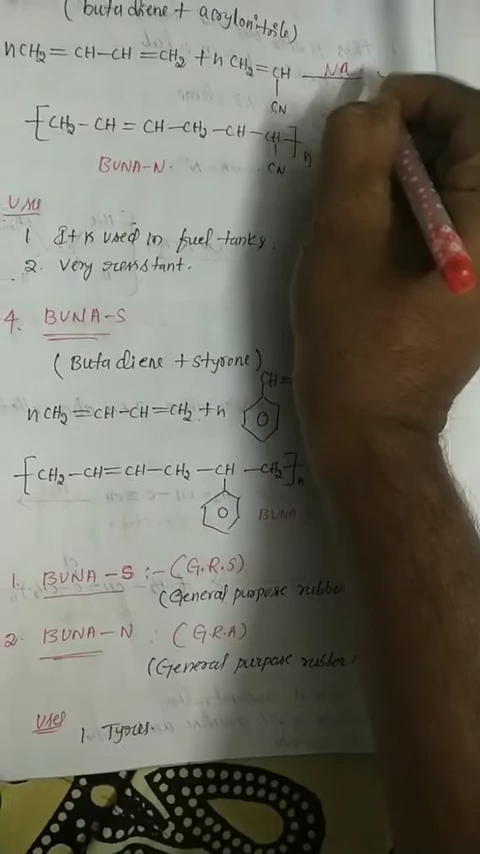 (buta diene + acrylonitrile)
nCH₂ = CH-CH = CH₂ + n CH₂ = CH Na
CN
[CH₂ - CH = CH - CH₂ - CH - CH]n
CN
BUNA-N.
Use
1 It is used in fuel tanks.
2. Very resistant.
4. BUNA-S
(Buta diene + styrene)
CH=
nCH₂ = CH-CH=CH₂ + n
[CH₂ - CH=CH-CH₂ - CH - CH₂]n
BUNA
1. BUNA-S :- (G.R.S)
(General purpose rubbe
2. BUNA-N : (G.R.A)
(General purpose rubber
Uses
1. Tyres.